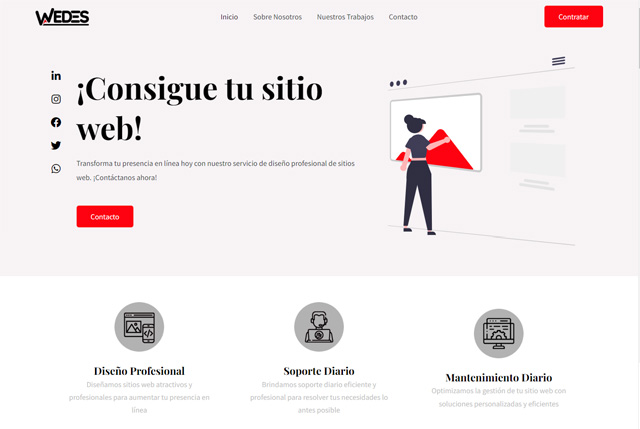 WEDES
Inicio
Sobre Nosotros
Nuestros Trabajos
Contacto
Contratar
¡Consigue tu sitio
web!
Transforma tu presencia en línea hoy con nuestro servicio de diseño profesional de sitios
web. ¡Contáctanos ahora!
Contacto
Diseño Profesional
Diseñamos sitios web atractivos y
profesionales para aumentar tu presencia en
línea
Soporte Diario
Brindamos soporte diario eficiente y
profesional para resolver tus necesidades lo
antes posible
Mantenimiento Diario
Optimizamos la gestión de tu sitio web con
soluciones personalizadas y eficientes